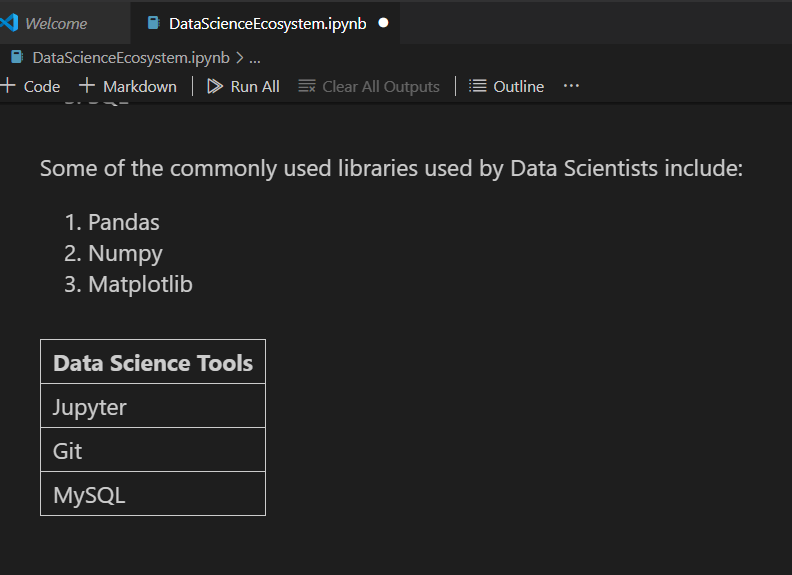 Welcome
DataScienceEcosystem.ipynb
DataScienceEcosystem.ipynb > ...
+ Code + Markdown Run All Clear All Outputs Outline ...
Some of the commonly used libraries used by Data Scientists include:
1. Pandas
2. Numpy
3. Matplotlib
Data Science Tools
Jupyter
Git
MySQL